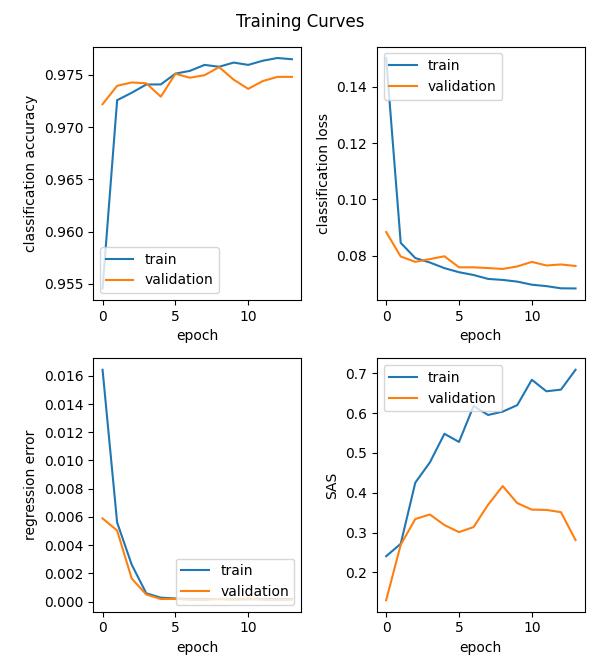 Training Curves
classification accuracy
0.975
0.970
0.965
0.960
0.955
train
validation
0 5 10
epoch
classification loss
0.14
0.12
0.10
0.08
train
validation
0 5 10
epoch
regression error
0.016
0.014
0.012
0.010
0.008
0.006
0.004
0.002
0.000
train
validation
0 5 10
epoch
SAS
0.7
0.6
0.5
0.4
0.3
0.2
train
validation
0 5 10
epoch